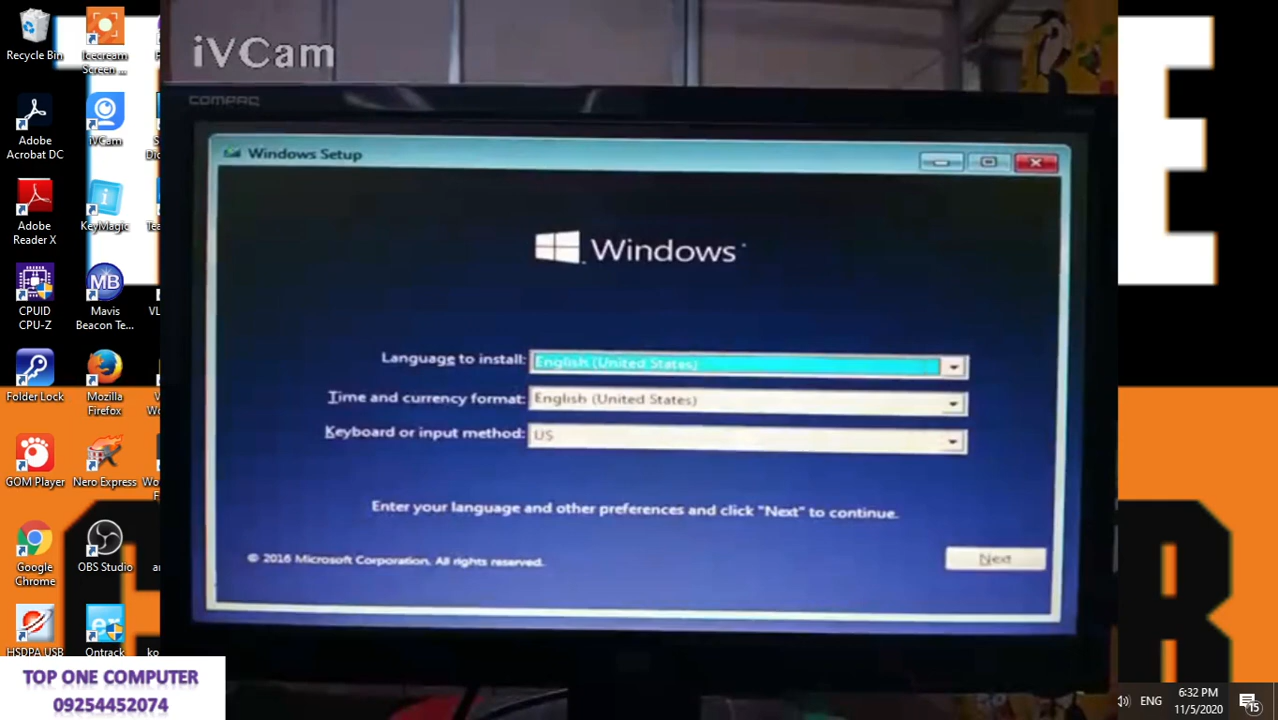 Recycle Bin
Icecream
Screen ...
Adobe
Acrobat DC
iVCam
Adobe
Reader X
KeyMagic
CPUID
CPU-Z
Mavis
Beacon Te...
Folder Lock
Mozilla
Firefox
GOM Player
Nero Express
Google
Chrome
OBS Studio
HSDPA USB
Ontrack
TOP ONE COMPUTER
09254452074
iVCam
COMPAQ
Windows Setup
Windows
Language to install: English (United States)
Time and currency format: English (United States)
Keyboard or input method: US
Enter your language and other preferences and click "Next" to continue.
© 2016 Microsoft Corporation. All rights reserved.
Next
ENG
6:32 PM
11/5/2020
15